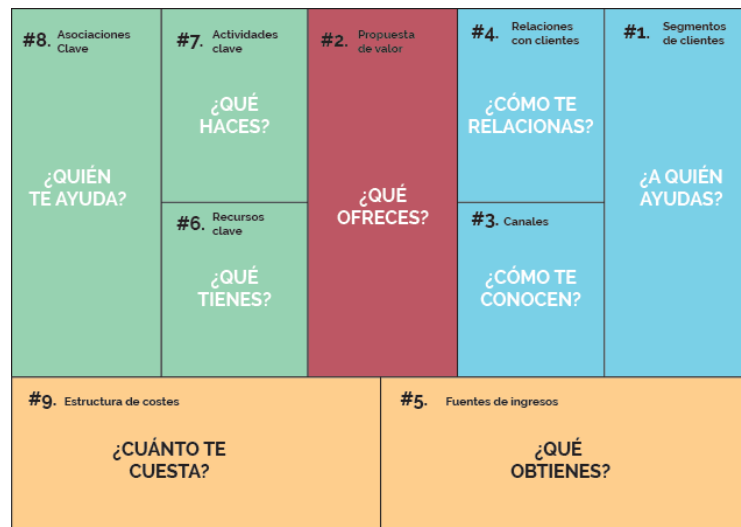 #8. Asociaciones
Clave
¿QUIÉN
TE AYUDA?
#7. Actividades
clave
¿QUÉ
HACES?
#6. Recursos
clave
¿QUÉ
TIENES?
#2. Propuesta
de valor
¿QUÉ
OFRECES?
#4. Relaciones
con clientes
¿CÓMO TE
RELACIONAS?
#3. Canales
¿CÓMO TE
CONOCEN?
#1. Segmentos
de clientes
¿A QUIÉN
AYUDAS?
#9. Estructura de costes
¿CUÁNTO TE
CUESTA?
#5. Fuentes de ingresos
¿QUÉ
OBTIENES?